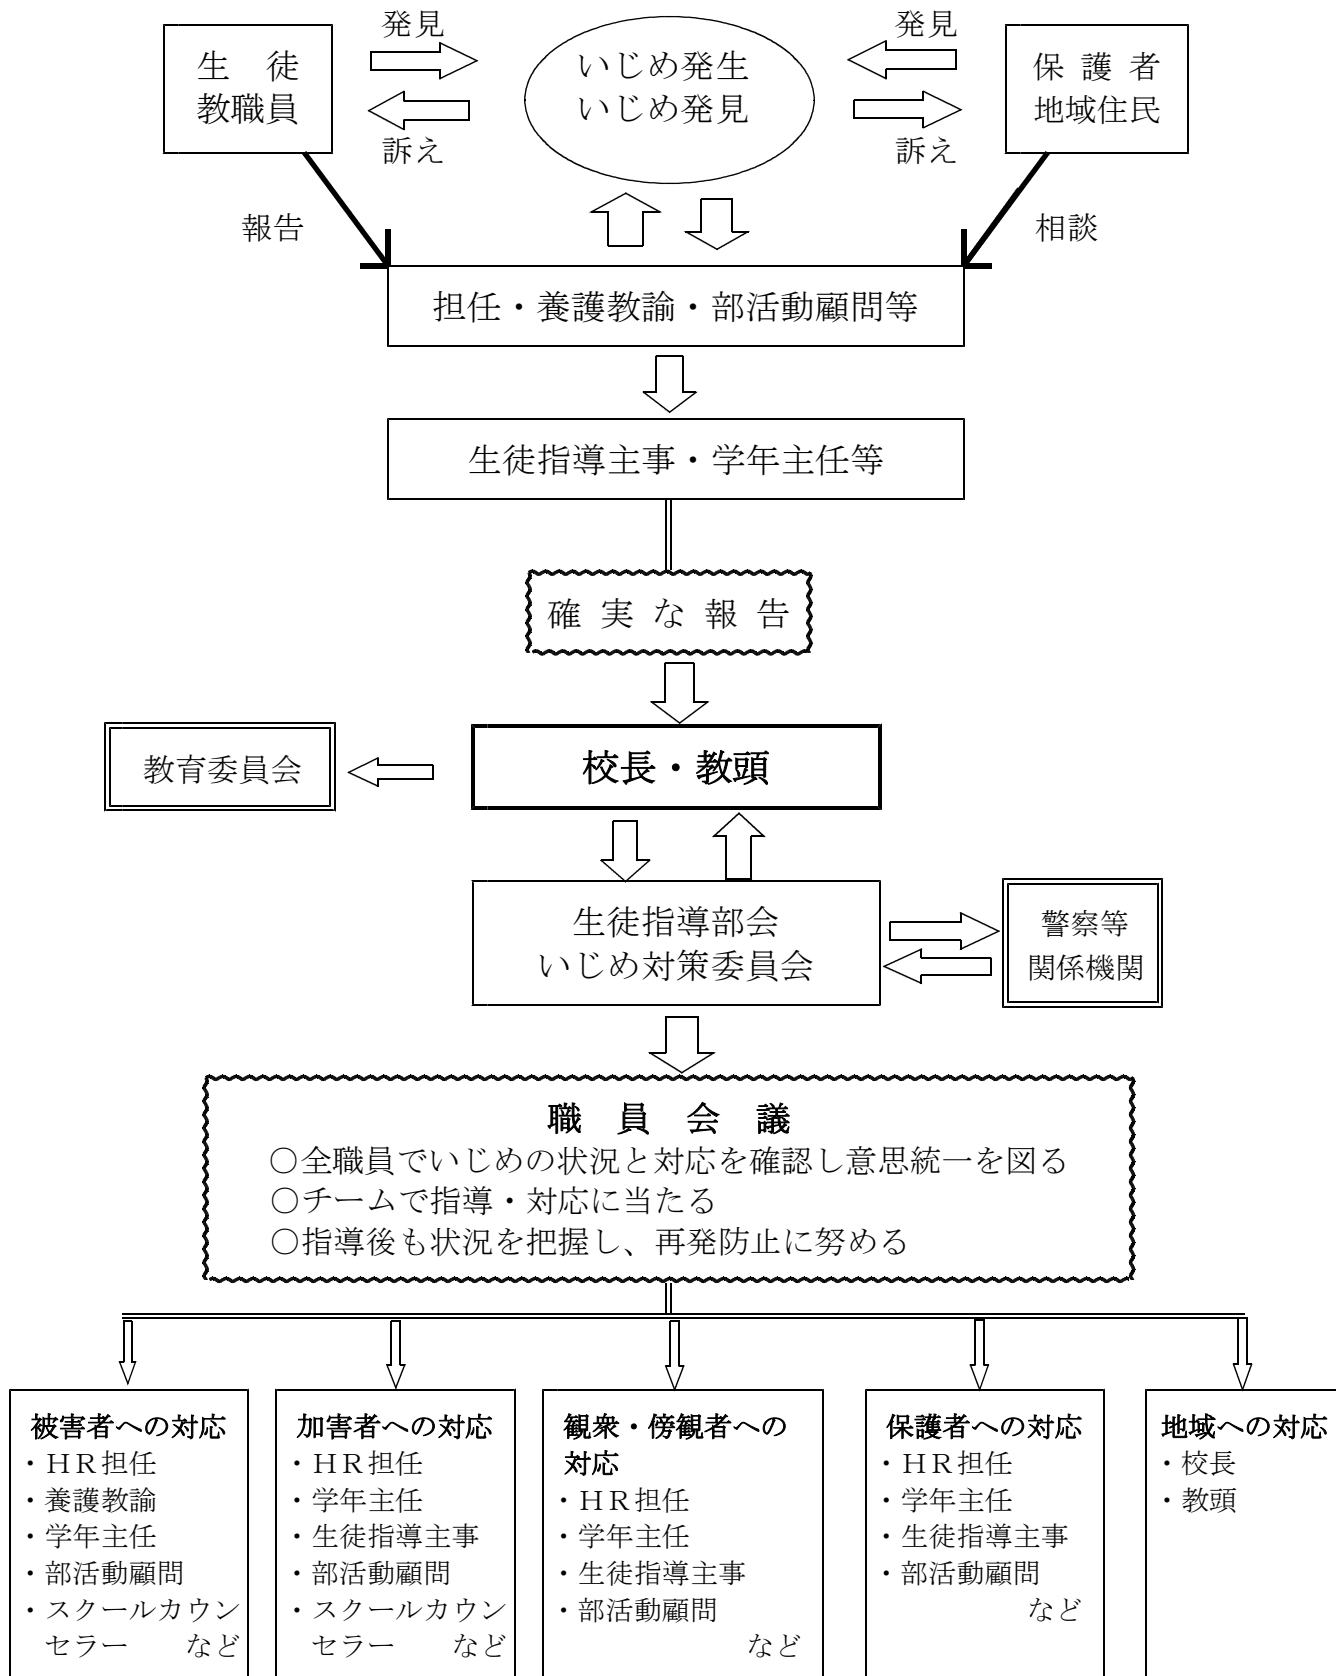 発見
発見
生　徒
教職員
いじめ発生
いじめ発見
保 護 者
地域住民
訴え
訴え
報告
相談
担任・養護教諭・部活動顧問等
生徒指導主事・学年主任等
確 実 な 報 告
教育委員会
校長・教頭
生徒指導部会
いじめ対策委員会
警察等
関係機関
職　員　会　議
○全職員でいじめの状況と対応を確認し意思統一を図る
○チームで指導・対応に当たる
○指導後も状況を把握し、再発防止に努める
被害者への対応
・ＨＲ担任
・養護教諭
・学年主任
・部活動顧問
・スクールカウン
セラー　　など
加害者への対応
・ＨＲ担任
・学年主任
・生徒指導主事
・部活動顧問
・スクールカウン
セラー　　など
観衆・傍観者への
対応
・ＨＲ担任
・学年主任
・生徒指導主事
・部活動顧問
など
保護者への対応
・ＨＲ担任
・学年主任
・生徒指導主事
・部活動顧問
など
地域への対応
・校長
・教頭